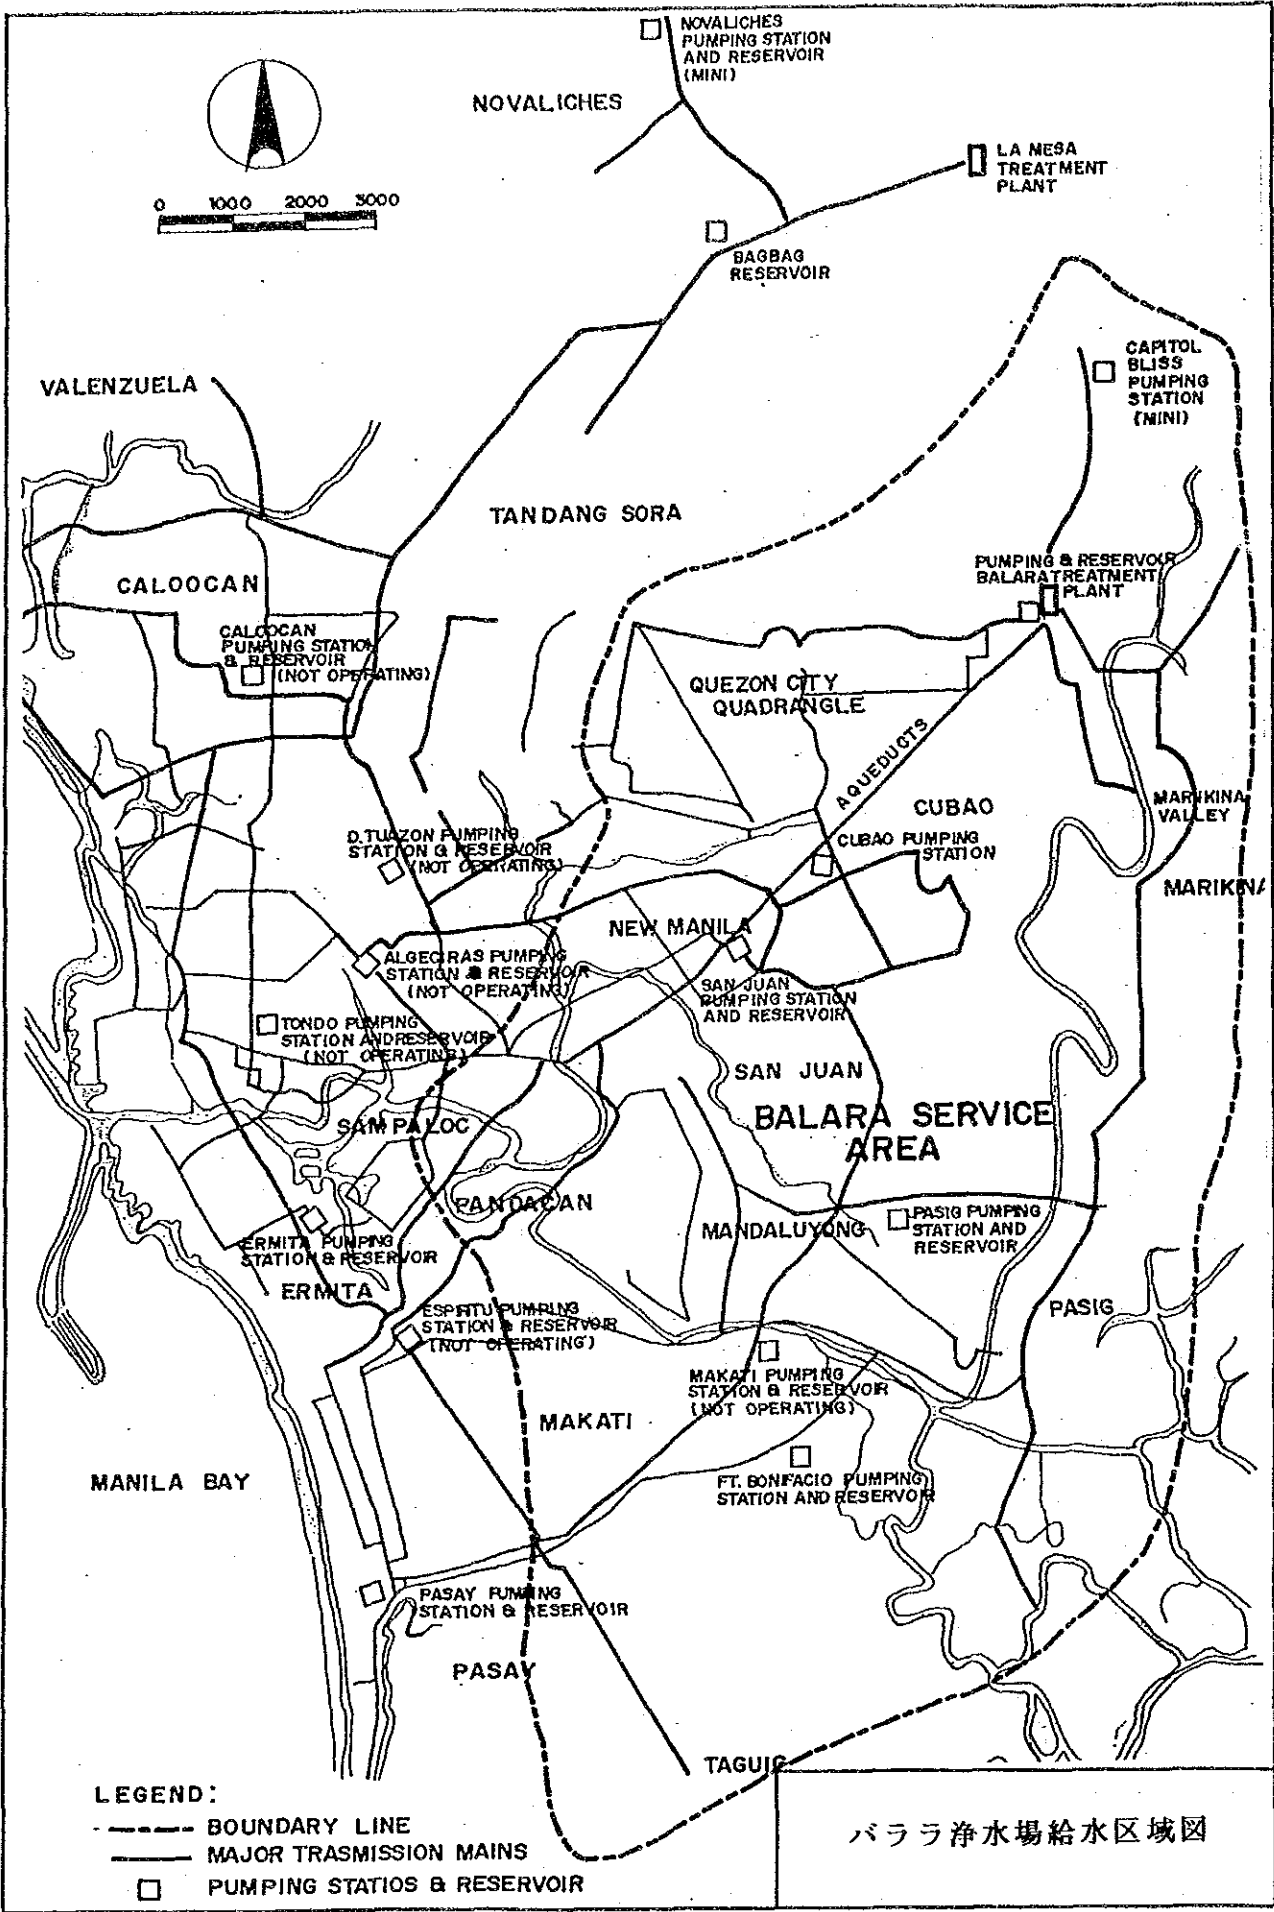 NOVALICHES
PUMPING STATION
AND RESERVOIR
(MINI)
NOVALICHES
LA MESA
TREATMENT
PLANT
0 1000 2000 3000
BAGBAG
RESERVOIR
CAPITOL
BLISS
PUMPING
STATION
(MINI)
VALENZUELA
TANDANG SORA
PUMPING & RESERVOIR
BALARA TREATMENT
PLANT
CALOOCAN
CALOOCAN
PUMPING STATION
& RESERVOIR
(NOT OPERATING)
QUEZON CITY
QUADRANGLE
AQUEDUCTS
CUBAO
MARIKINA
VALLEY
D.TUAZON PUMPING
STATION & RESERVOIR
(NOT OPERATING)
CUBAO PUMPING
STATION
MARIKINA
NEW MANILA
ALGECIRAS PUMPING
STATION & RESERVOIR
(NOT OPERATING)
SAN JUAN
PUMPING STATION
AND RESERVOIR
TONDO PUMPING
STATION AND RESERVOIR
(NOT OPERATING)
SAN JUAN
BALARA SERVICE
AREA
SAMPALOC
PANDACAN
MANDALUYONG
PASIG PUMPING
STATION AND
RESERVOIR
ERMITA PUMPING
STATION & RESERVOIR
ERMITA
ESPIRITU PUMPING
STATION & RESERVOIR
(NOT OPERATING)
PASIG
MAKATI PUMPING
STATION & RESERVOIR
(NOT OPERATING)
MAKATI
MANILA BAY
FT. BONIFACIO PUMPING
STATION AND RESERVOIR
PASAY PUMPING
STATION & RESERVOIR
PASAY
TAGUIG
LEGEND:
BOUNDARY LINE
MAJOR TRASMISSION MAINS
PUMPING STATIOS & RESERVOIR
バララ浄水場給水区域図